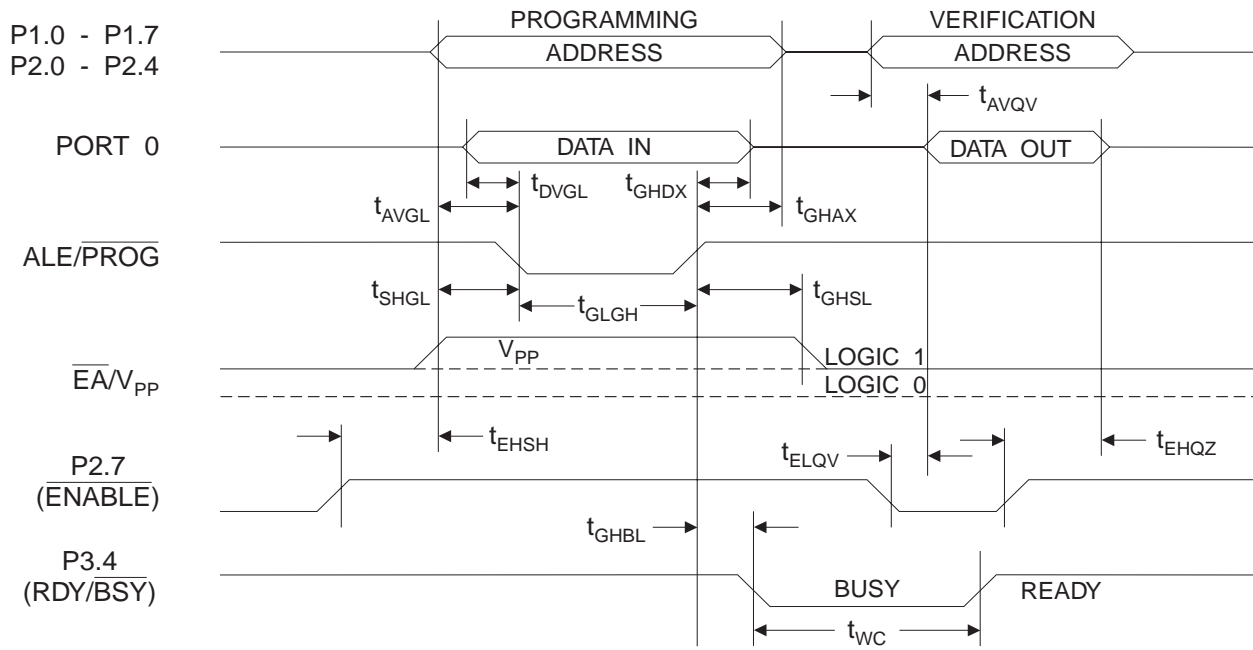 PROGRAMMING VERIFICATION
P1.0 - P1.7
P2.0 - P2.4
ADDRESS ADDRESS
tAVQV
PORT 0 DATA IN DATA OUT
tDVGL tGHDX
tAVGL tGHAX
ALE/PROG
tSHGL tGLGH tGHSL
VPP LOGIC 1
EA/VPP LOGIC 0
tEHSH
P2.7
(ENABLE)
tELQV tEHQZ
tGHBL
P3.4
(RDY/BSY)
BUSY READY
tWC